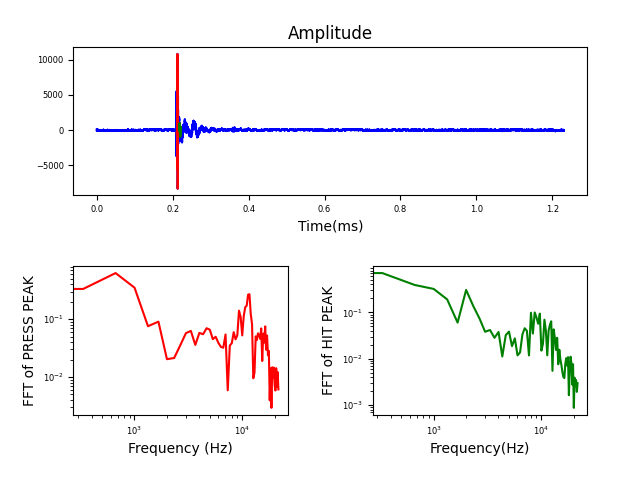 Amplitude
10000
5000
0
−5000
0.0 0.2 0.4 0.6 0.8 1.0 1.2
Time(ms)
FFT of PRESS PEAK
10⁻¹
10⁻²
10³ 10⁴
Frequency (Hz)
FFT of HIT PEAK
10⁻¹
10⁻²
10⁻³
10³ 10⁴
Frequency(Hz)